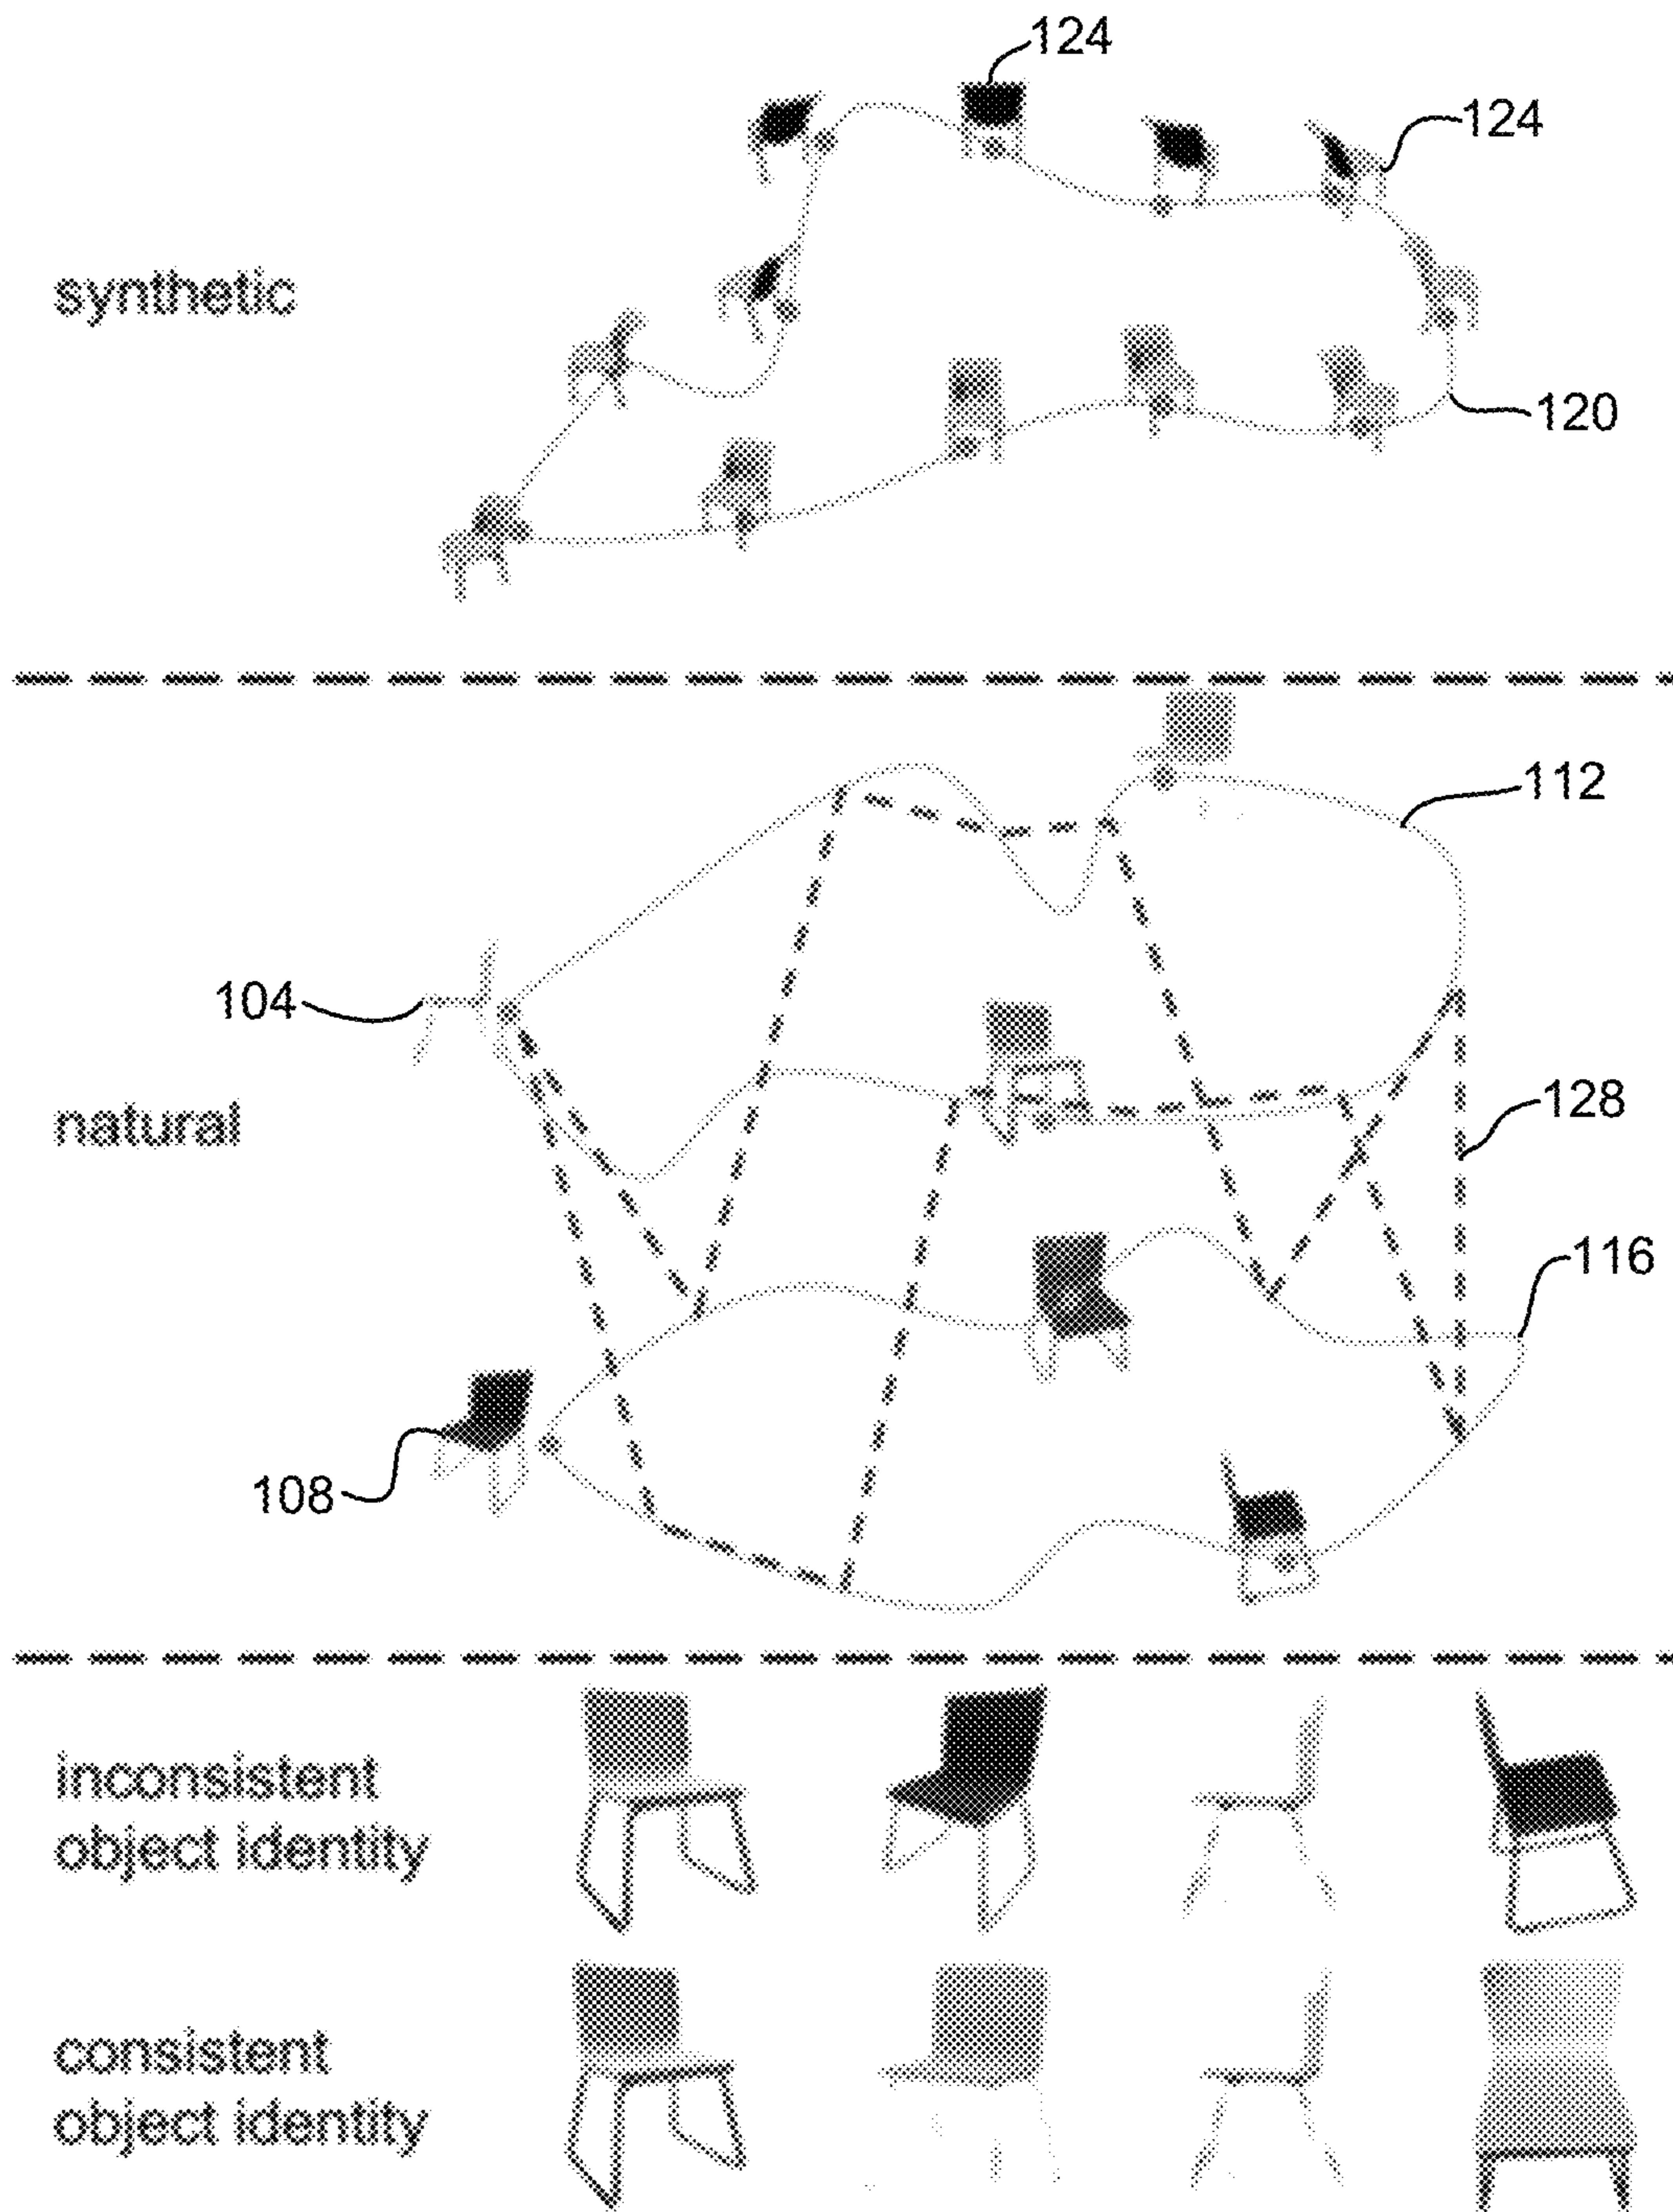 124
124
synthetic
120
112
104
natural
128
116
108
inconsistent
object identity
consistent
object identity